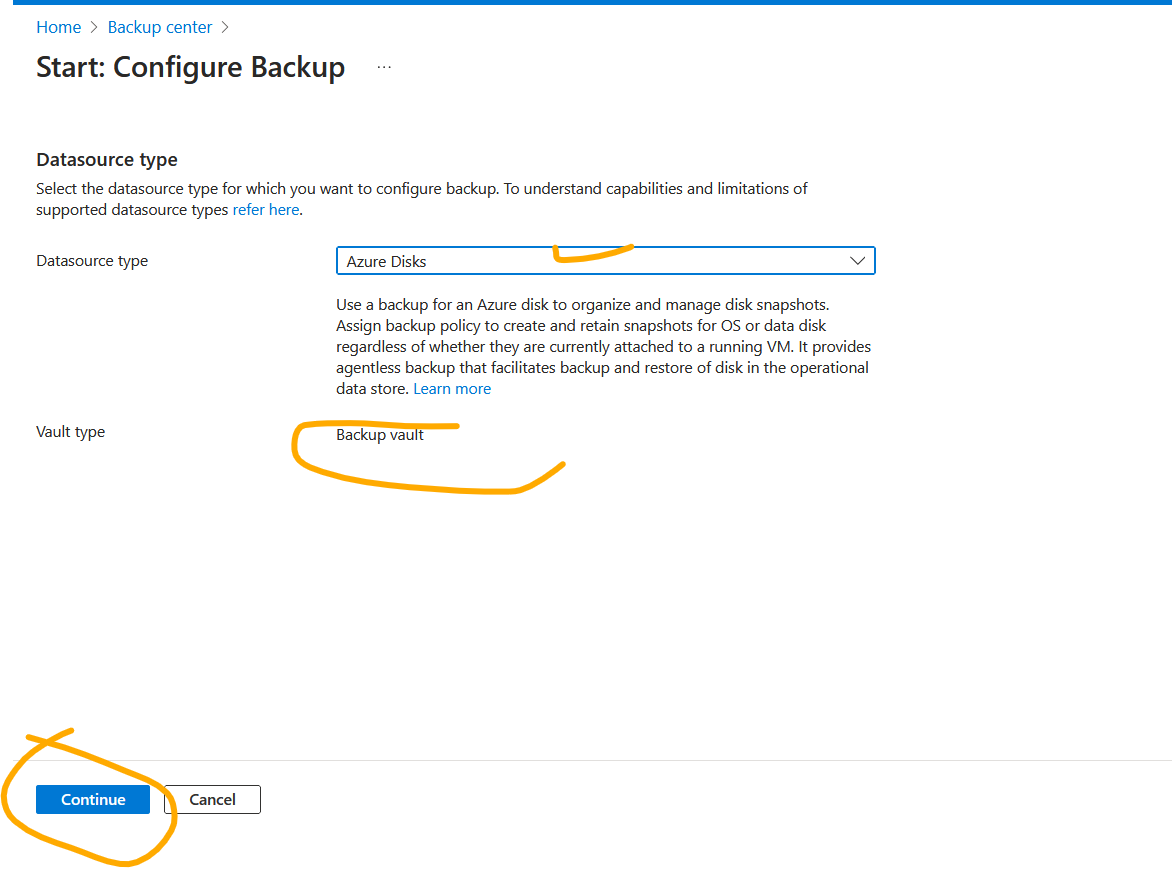 Home > Backup center >
Start: Configure Backup ...
Datasource type
Select the datasource type for which you want to configure backup. To understand capabilities and limitations of
supported datasource types refer here.
Datasource type
Azure Disks
Use a backup for an Azure disk to organize and manage disk snapshots.
Assign backup policy to create and retain snapshots for OS or data disk
regardless of whether they are currently attached to a running VM. It provides
agentless backup that facilitates backup and restore of disk in the operational
data store. Learn more
Vault type
Backup vault
Continue
Cancel